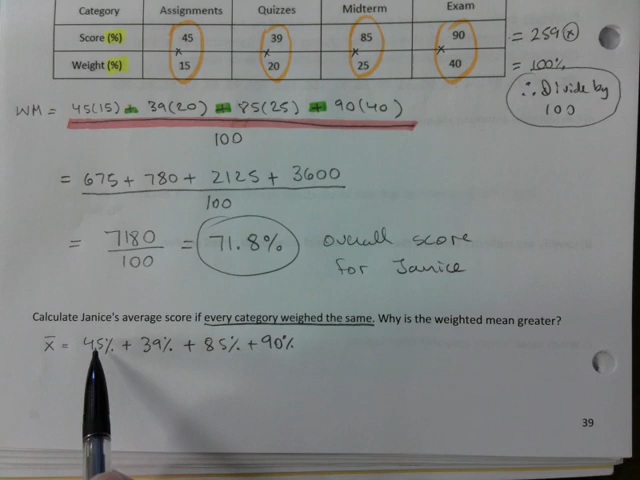 Category Assignments Quizzes Midterm Exam
Score (%) 45 39 85 90 = 259 ⓧ
× × × ×
Weight (%) 15 20 25 40 = 100%
∴ Divide by
100
WM = 45(15) + 39(20) + 85(25) + 90(40)
100
= 675 + 780 + 2125 + 3600
100
= 7180 = 71.8% overall score
100 for Janice
Calculate Janice's average score if every category weighed the same. Why is the weighted mean greater?
x̄ = 45% + 39% + 85% + 90%
39